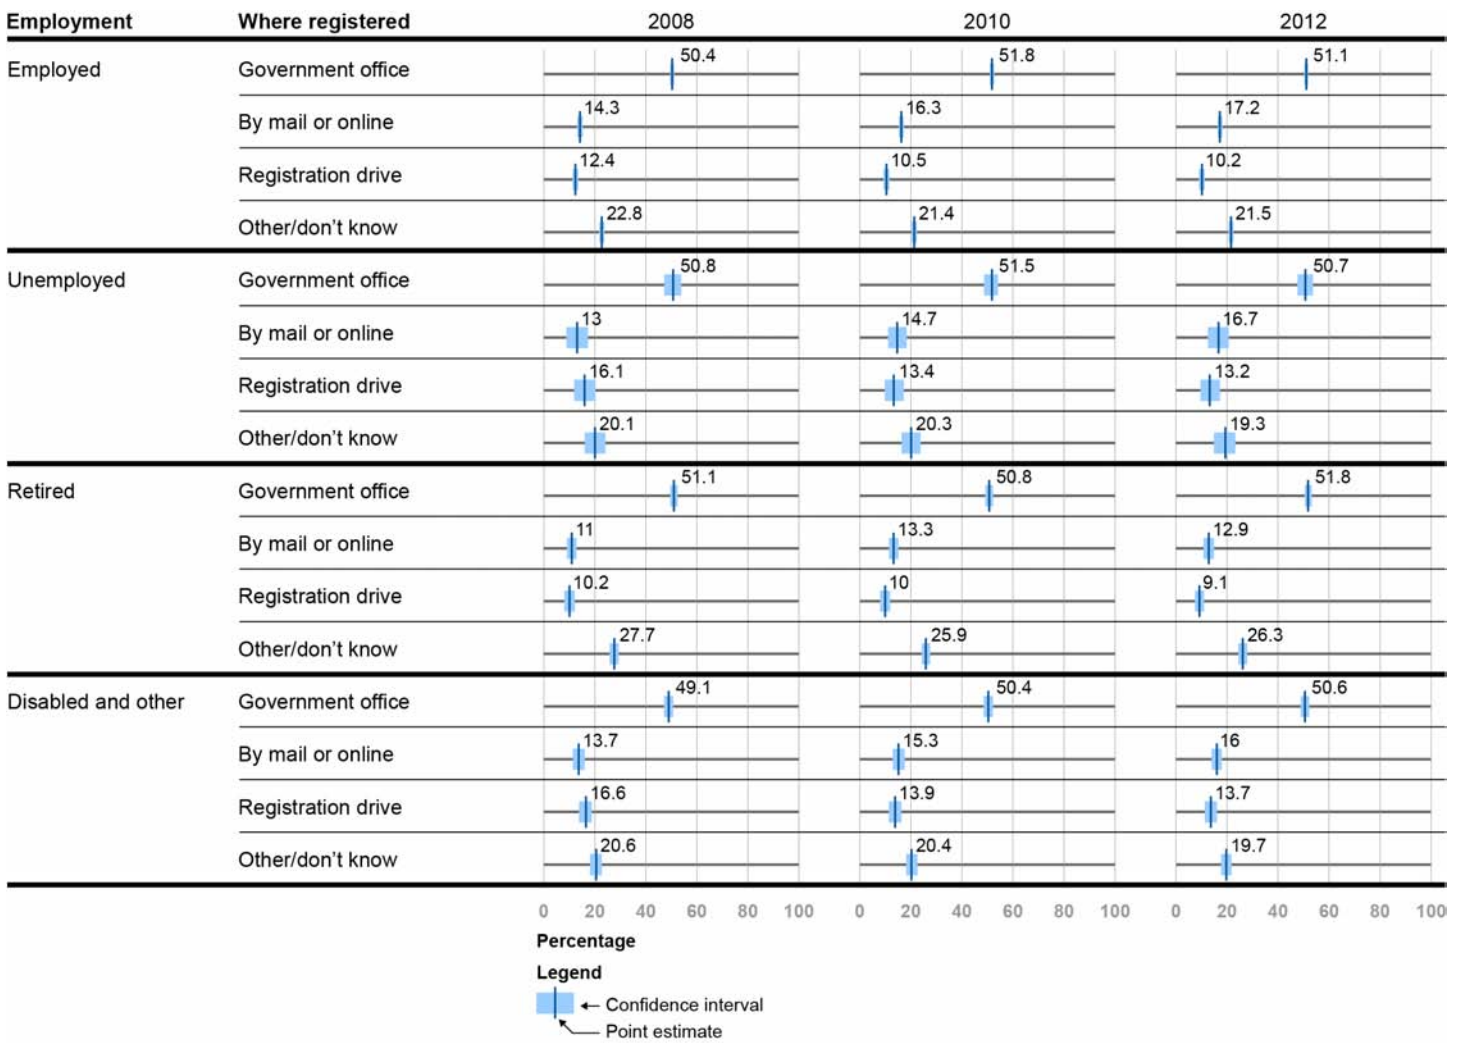 Employment Where registered 2008 2010 2012
Employed Government office 50.4 51.8 51.1
By mail or online 14.3 16.3 17.2
Registration drive 12.4 10.5 10.2
Other/don't know 22.8 21.4 21.5
Unemployed Government office 50.8 51.5 50.7
By mail or online 13 14.7 16.7
Registration drive 16.1 13.4 13.2
Other/don't know 20.1 20.3 19.3
Retired Government office 51.1 50.8 51.8
By mail or online 11 13.3 12.9
Registration drive 10.2 10 9.1
Other/don't know 27.7 25.9 26.3
Disabled and other Government office 49.1 50.4 50.6
By mail or online 13.7 15.3 16
Registration drive 16.6 13.9 13.7
Other/don't know 20.6 20.4 19.7
0 20 40 60 80 100 0 20 40 60 80 100 0 20 40 60 80 100
Percentage
Legend
Confidence interval
Point estimate